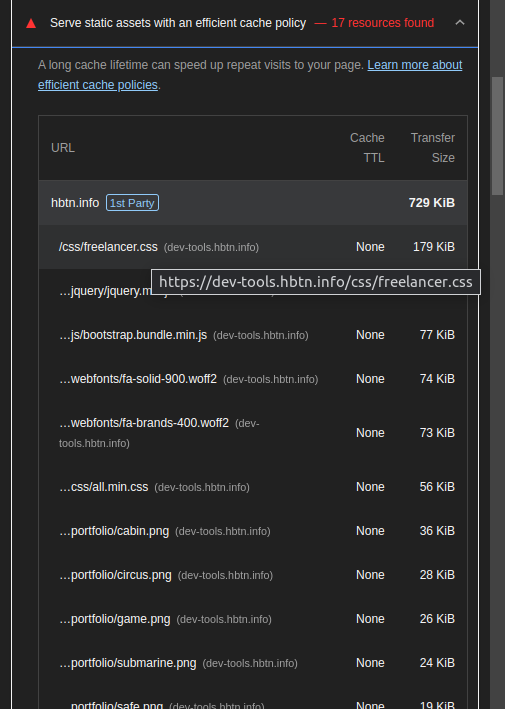 Serve static assets with an efficient cache policy — 17 resources found
A long cache lifetime can speed up repeat visits to your page. Learn more about
efficient cache policies.
URL Cache TTL Transfer Size
hbtn.info 1st Party 729 KiB
/css/freelancer.css (dev-tools.hbtn.info) None 179 KiB
https://dev-tools.hbtn.info/css/freelancer.css
…js/bootstrap.bundle.min.js (dev-tools.hbtn.info) None 77 KiB
…webfonts/fa-solid-900.woff2 (dev-tools.hbtn.info) None 74 KiB
…webfonts/fa-brands-400.woff2 (dev-
tools.hbtn.info) None 73 KiB
…css/all.min.css (dev-tools.hbtn.info) None 56 KiB
…portfolio/cabin.png (dev-tools.hbtn.info) None 36 KiB
…portfolio/circus.png (dev-tools.hbtn.info) None 28 KiB
…portfolio/game.png (dev-tools.hbtn.info) None 26 KiB
…portfolio/submarine.png (dev-tools.hbtn.info) None 24 KiB
…portfolio/safe.png (dev-tools.hbtn.info) None 19 KiB